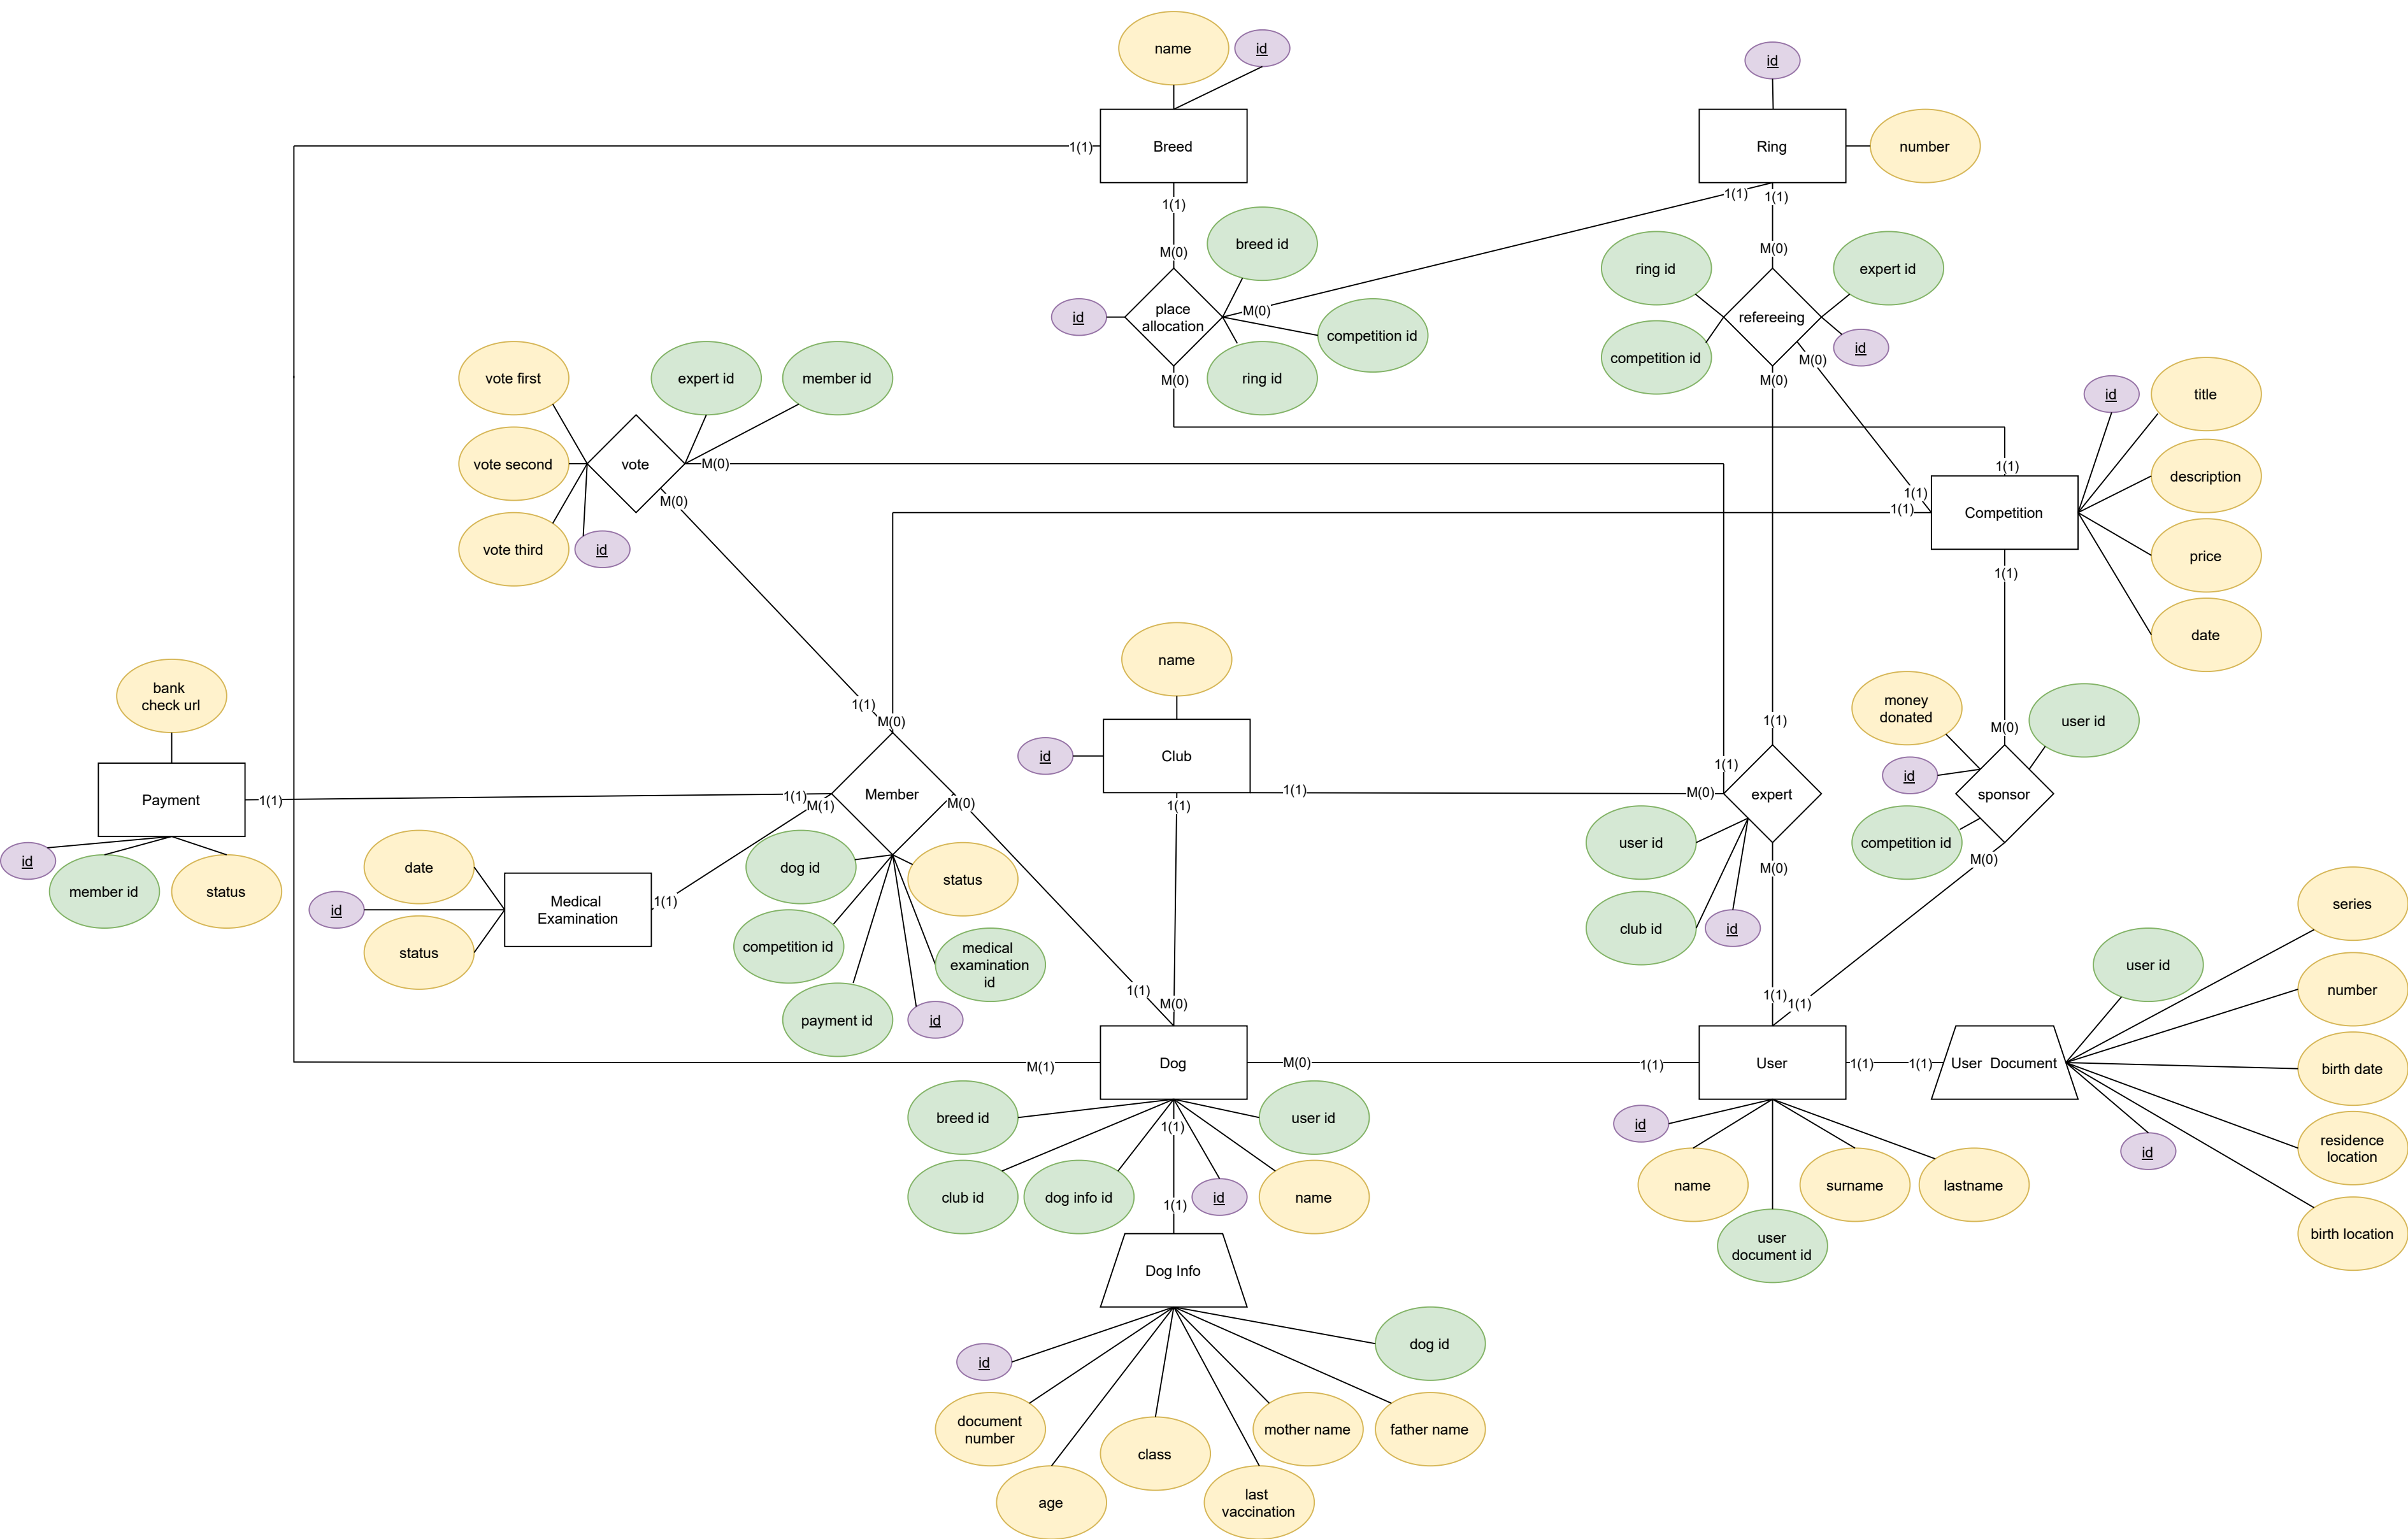 name
id
id
Breed
1(1)
Ring
number
1(1)
1(1)
1(1)
M(0)
M(0)
breed id
ring id
expert id
id
place
allocation
M(0)
competition id
refereeing
id
competition id
M(0)
M(0)
ring id
M(0)
vote first
expert id
member id
id
title
vote second
vote
M(0)
1(1)
description
M(0)
1(1)
1(1)
Competition
vote third
id
price
1(1)
date
name
bank
check url
1(1)
M(0)
money
donated
user id
1(1)
M(0)
Club
id
1(1)
id
Payment
1(1)
1(1)
M(1)
Member
M(0)
1(1)
1(1)
M(0)
expert
sponsor
user id
competition id
M(0)
M(0)
id
member id
status
date
dog id
status
id
Medical
Examination
1(1)
status
competition id
medical
examination
id
club id
id
series
user id
number
payment id
id
1(1)
M(0)
1(1)
1(1)
M(1)
Dog
M(0)
1(1)
User
1(1)
1(1)
User  Document
birth date
breed id
1(1)
user id
id
residence
location
id
club id
dog info id
1(1)
id
name
name
surname
lastname
user
document id
birth location
Dog Info
id
dog id
document
number
mother name
father name
class
age
last
vaccination